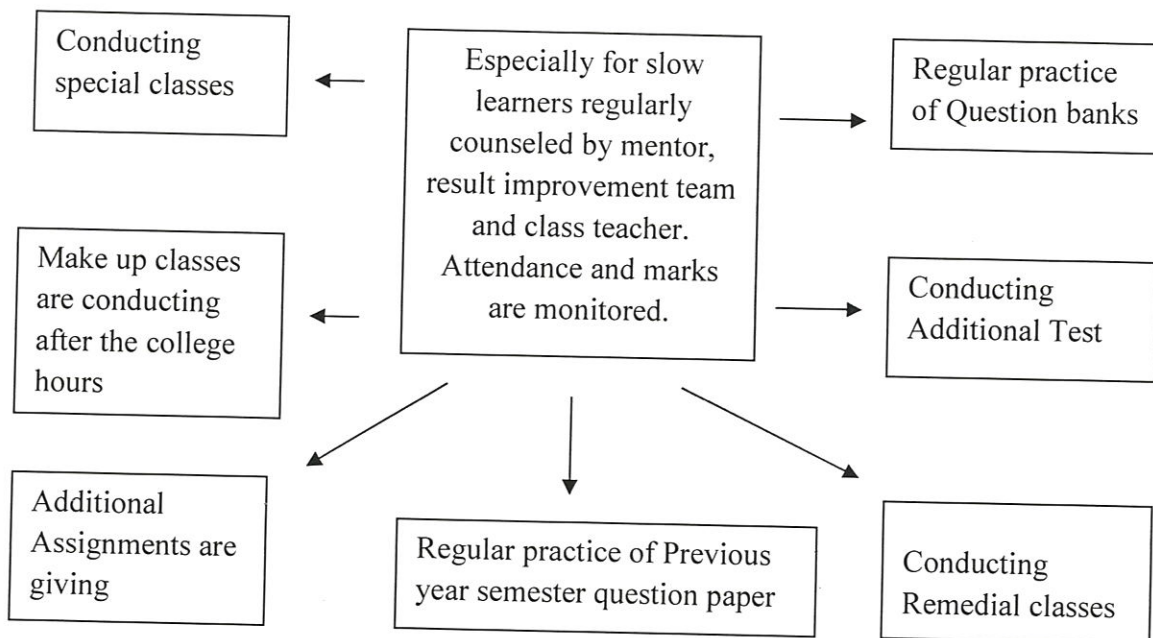 Conducting
special classes
Especially for slow
learners regularly
counseled by mentor,
result improvement team
and class teacher.
Attendance and marks
are monitored.
Regular practice
of Question banks
Make up classes
are conducting
after the college
hours
Conducting
Additional Test
Additional
Assignments are
giving
Regular practice of Previous
year semester question paper
Conducting
Remedial classes